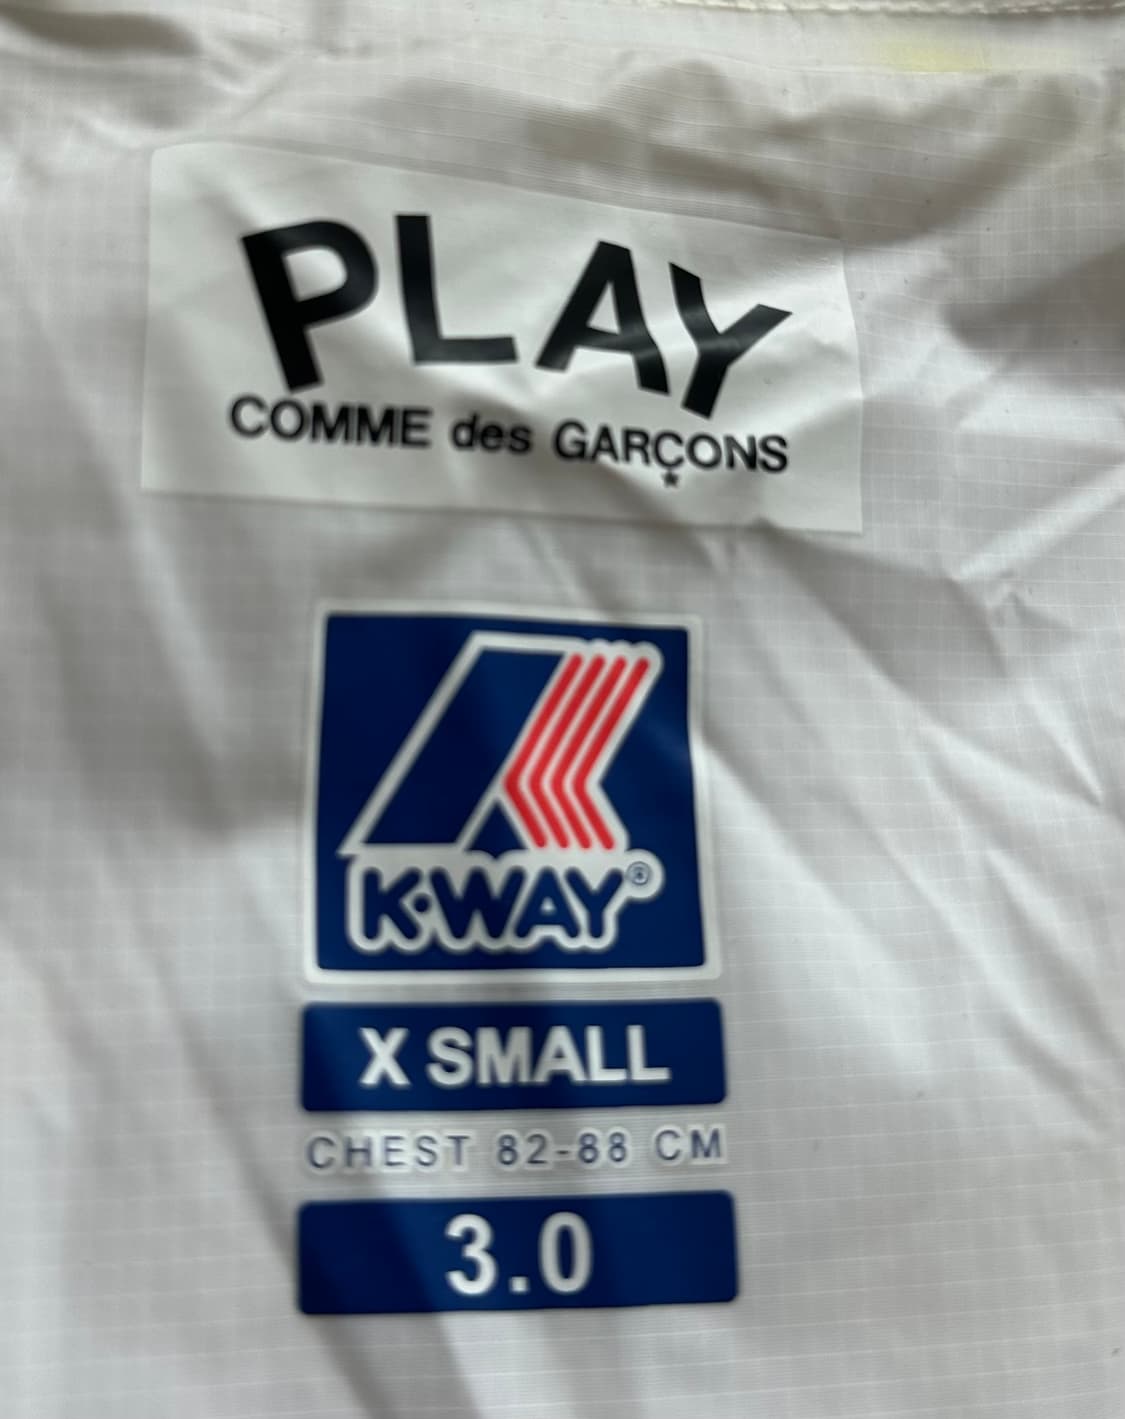 PLAY
COMME des GARÇONS
K·WAY®
X SMALL
CHEST 82-88 CM
3.0